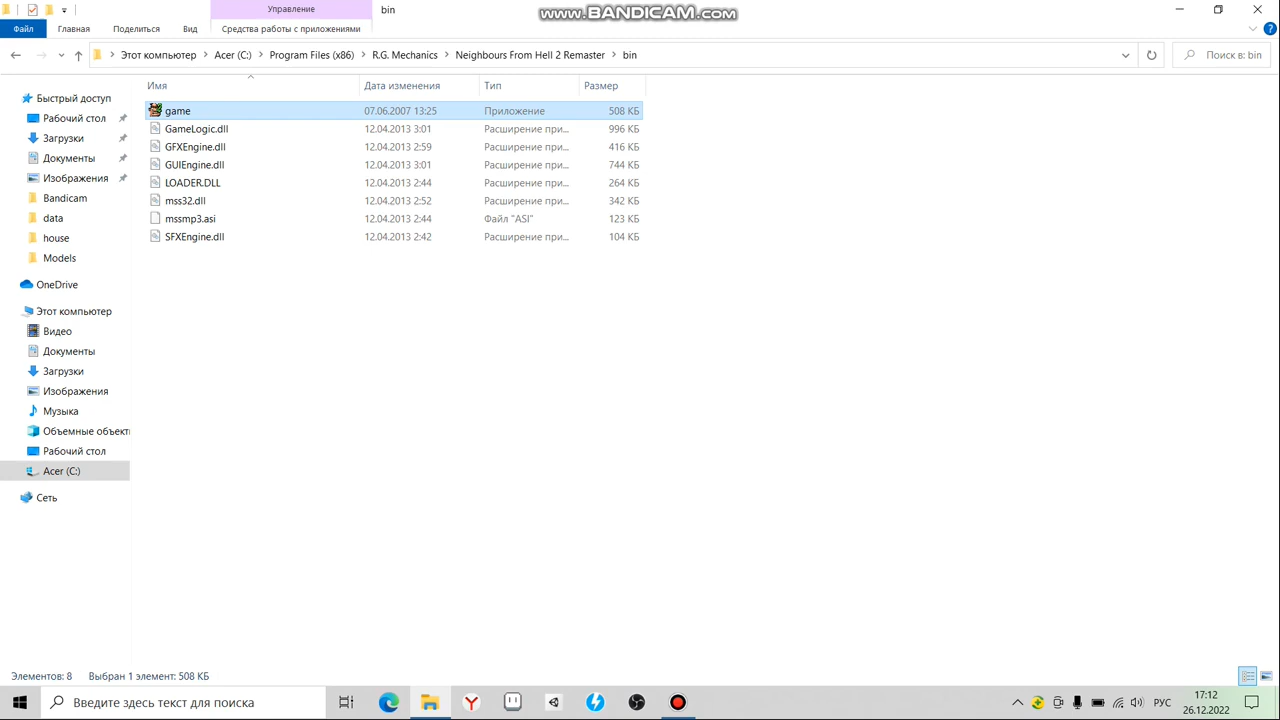 Управление
bin
www.BANDICAM.com
Файл
Главная
Поделиться
Вид
Средства работы с приложениями
Этот компьютер
Acer (C:)
Program Files (x86)
R.G. Mechanics
Neighbours From Hell 2 Remaster
bin
Поиск в: bin
Имя
Дата изменения
Тип
Размер
game 07.06.2007 13:25 Приложение 508 КБ
GameLogic.dll 12.04.2013 3:01 Расширение при... 996 КБ
GFXEngine.dll 12.04.2013 2:59 Расширение при... 416 КБ
GUIEngine.dll 12.04.2013 3:01 Расширение при... 744 КБ
LOADER.DLL 12.04.2013 2:44 Расширение при... 264 КБ
mss32.dll 12.04.2013 2:52 Расширение при... 342 КБ
mssmp3.asi 12.04.2013 2:44 Файл "ASI" 123 КБ
SFXEngine.dll 12.04.2013 2:42 Расширение при... 104 КБ
Быстрый доступ
Рабочий стол
Загрузки
Документы
Изображения
Bandicam
data
house
Models
OneDrive
Этот компьютер
Видео
Документы
Загрузки
Изображения
Музыка
Объемные объект
Рабочий стол
Acer (C:)
Сеть
Элементов: 8
Выбран 1 элемент: 508 КБ
Введите здесь текст для поиска
РУС
17:12
26.12.2022